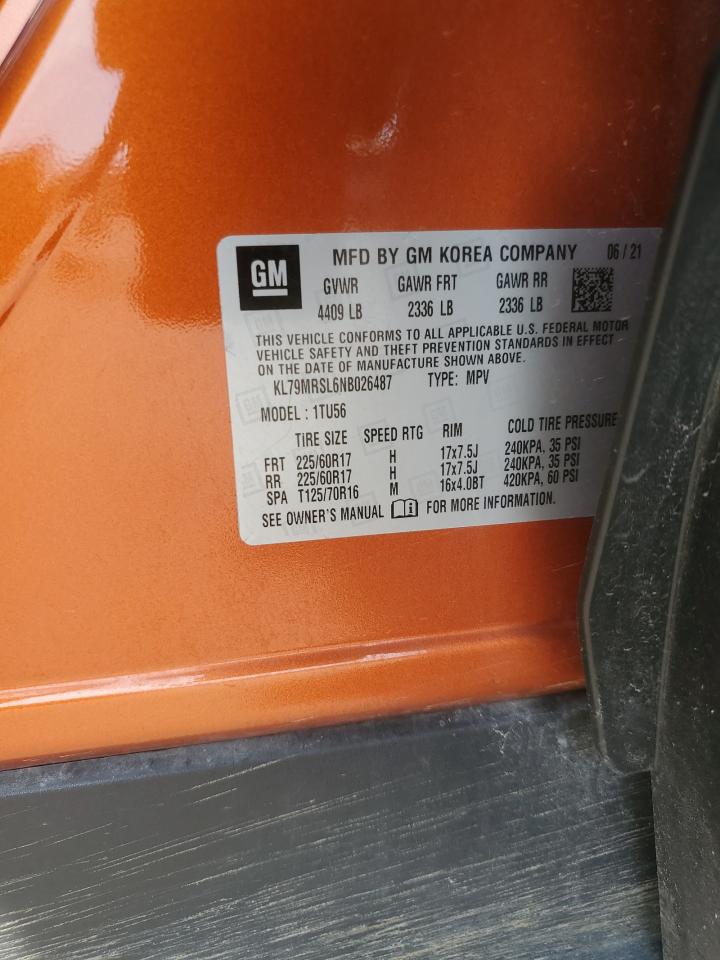 GM
MFD BY GM KOREA COMPANY 06 / 21
GVWR GAWR FRT GAWR RR
4409 LB 2336 LB 2336 LB
THIS VEHICLE CONFORMS TO ALL APPLICABLE U.S. FEDERAL MOTOR
VEHICLE SAFETY AND THEFT PREVENTION STANDARDS IN EFFECT
ON THE DATE OF MANUFACTURE SHOWN ABOVE.
KL79MRSL6NB026487 TYPE: MPV
MODEL : 1TU56
TIRE SIZE SPEED RTG RIM COLD TIRE PRESSURE
FRT 225/60R17 H 17x7.5J 240KPA, 35 PSI
RR 225/60R17 H 17x7.5J 240KPA, 35 PSI
SPA T125/70R16 M 16x4.0BT 420KPA, 60 PSI
SEE OWNER'S MANUAL FOR MORE INFORMATION.